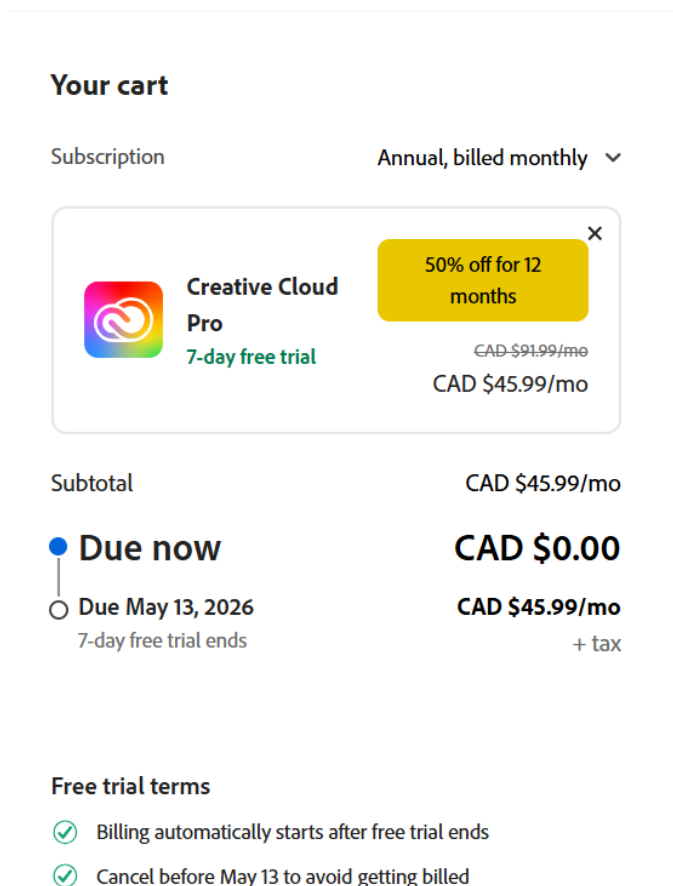 Your cart
Subscription
Annual, billed monthly
50% off for 12
months
Creative Cloud
Pro
7-day free trial
CAD $91.99/mo
CAD $45.99/mo
Subtotal
CAD $45.99/mo
Due now
CAD $0.00
Due May 13, 2026
CAD $45.99/mo
7-day free trial ends
+ tax
Free trial terms
Billing automatically starts after free trial ends
Cancel before May 13 to avoid getting billed